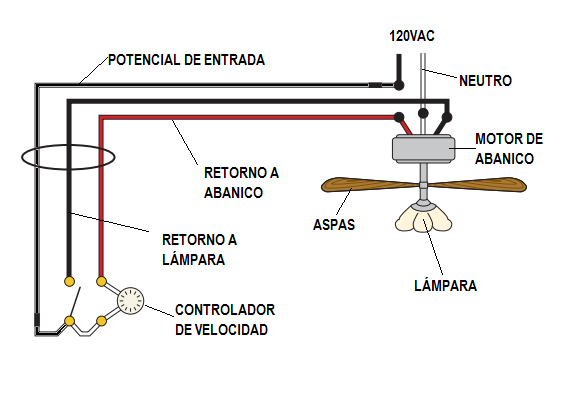 120VAC
POTENCIAL DE ENTRADA
NEUTRO
MOTOR DE
ABANICO
RETORNO A
ABANICO
ASPAS
RETORNO A
LÁMPARA
LÁMPARA
CONTROLADOR
DE VELOCIDAD